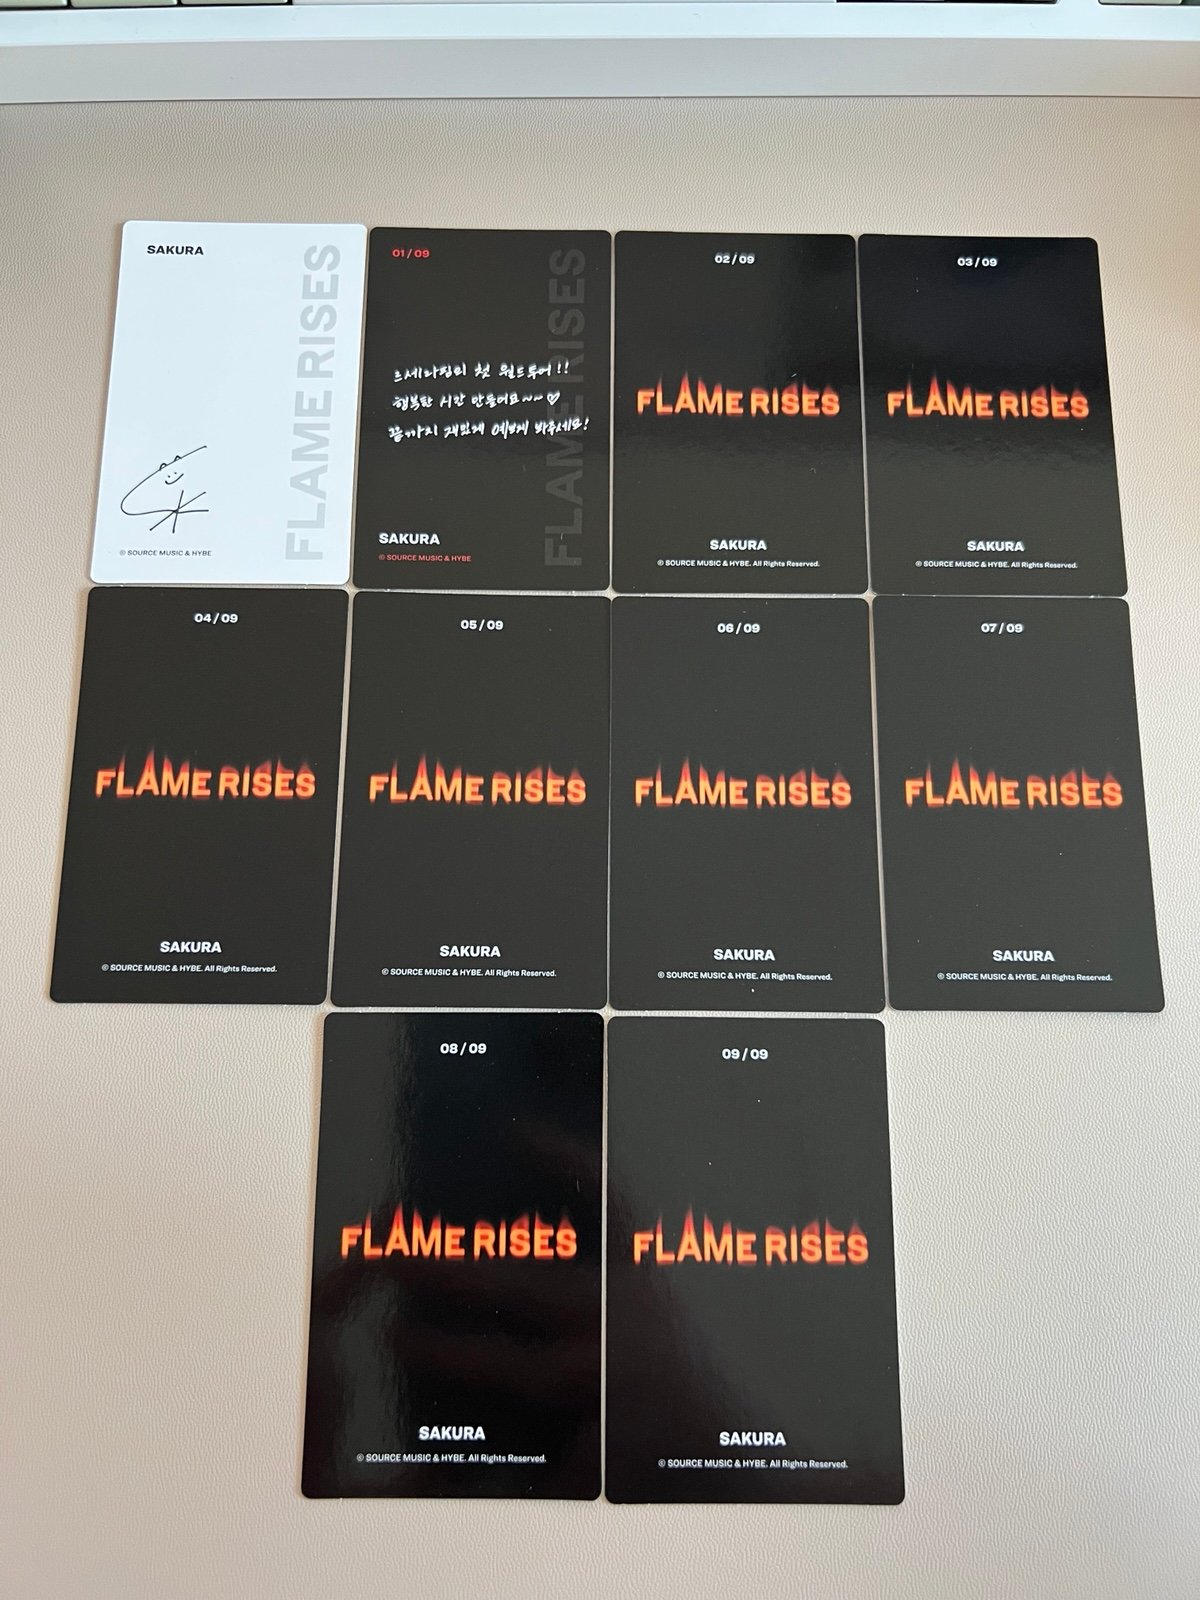 SAKURA
FLAME RISES
© SOURCE MUSIC & HYBE
01/09
르세라핌의 첫 월드투어!!
행복한 시간 만들어요~~♡
끝까지 재밌게 예쁘게 봐주세요!
FLAME RISES
SAKURA
© SOURCE MUSIC & HYBE
02/09
FLAME RISES
SAKURA
© SOURCE MUSIC & HYBE. All Rights Reserved.
03/09
FLAME RISES
SAKURA
© SOURCE MUSIC & HYBE. All Rights Reserved.
04/09
FLAME RISES
SAKURA
© SOURCE MUSIC & HYBE. All Rights Reserved.
05/09
FLAME RISES
SAKURA
© SOURCE MUSIC & HYBE. All Rights Reserved.
06/09
FLAME RISES
SAKURA
© SOURCE MUSIC & HYBE. All Rights Reserved.
07/09
FLAME RISES
SAKURA
© SOURCE MUSIC & HYBE. All Rights Reserved.
08/09
FLAME RISES
SAKURA
© SOURCE MUSIC & HYBE. All Rights Reserved.
09/09
FLAME RISES
SAKURA
© SOURCE MUSIC & HYBE. All Rights Reserved.